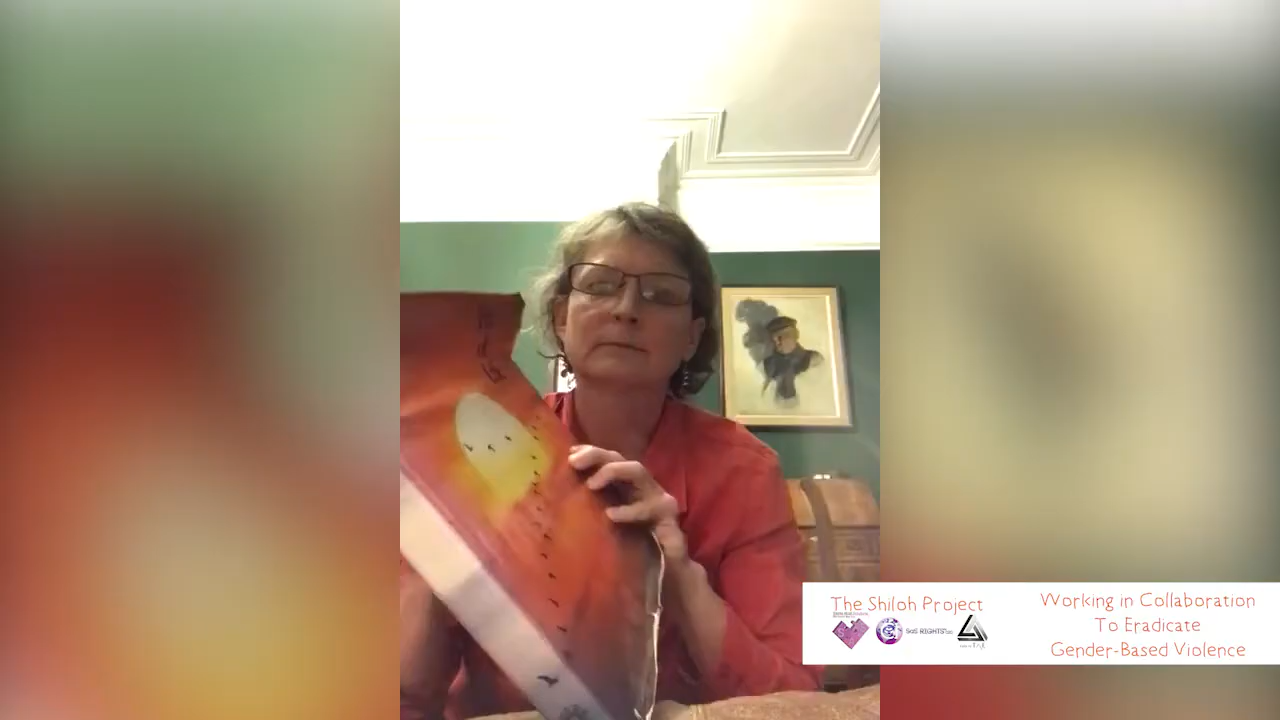 The Shiloh Project
Working in Collaboration
To Eradicate
Gender-Based Violence